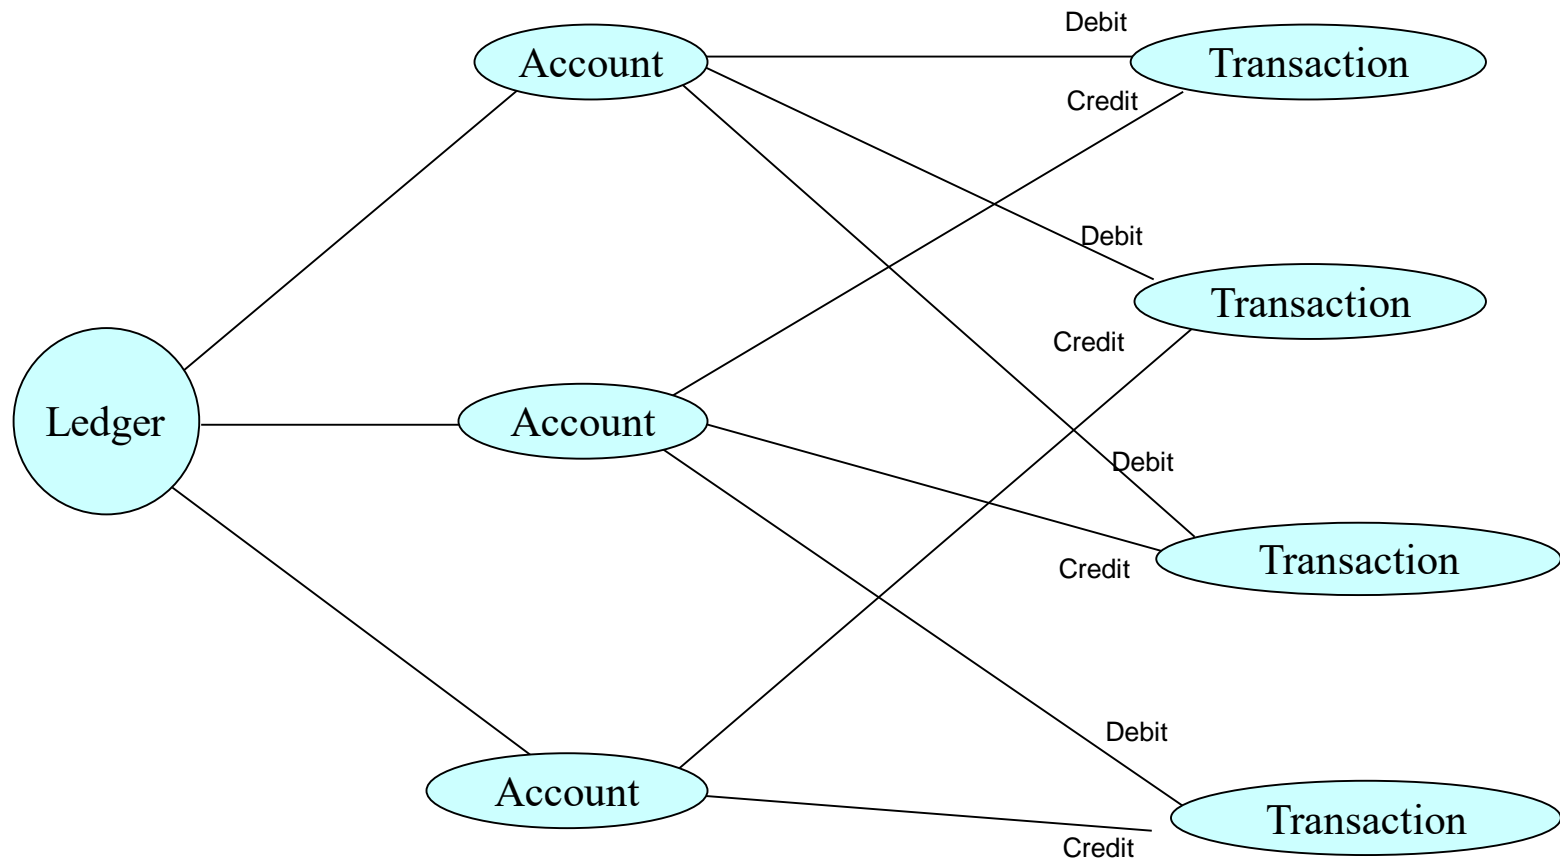 Debit
Account
Transaction
Credit
Debit
Transaction
Credit
Ledger
Account
Debit
Transaction
Credit
Debit
Account
Transaction
Credit